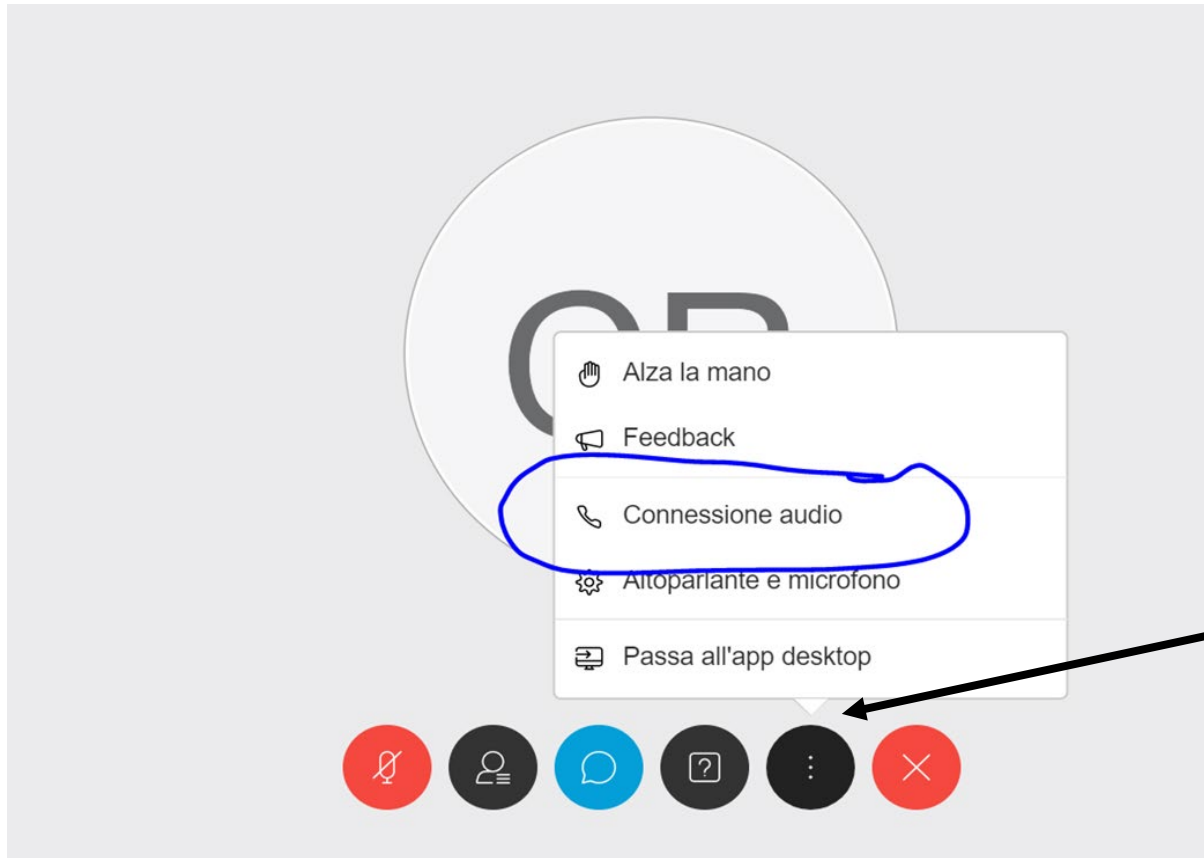 Alza la mano
Feedback
Connessione audio
Altoparlante e microfono
Passa all'app desktop
?